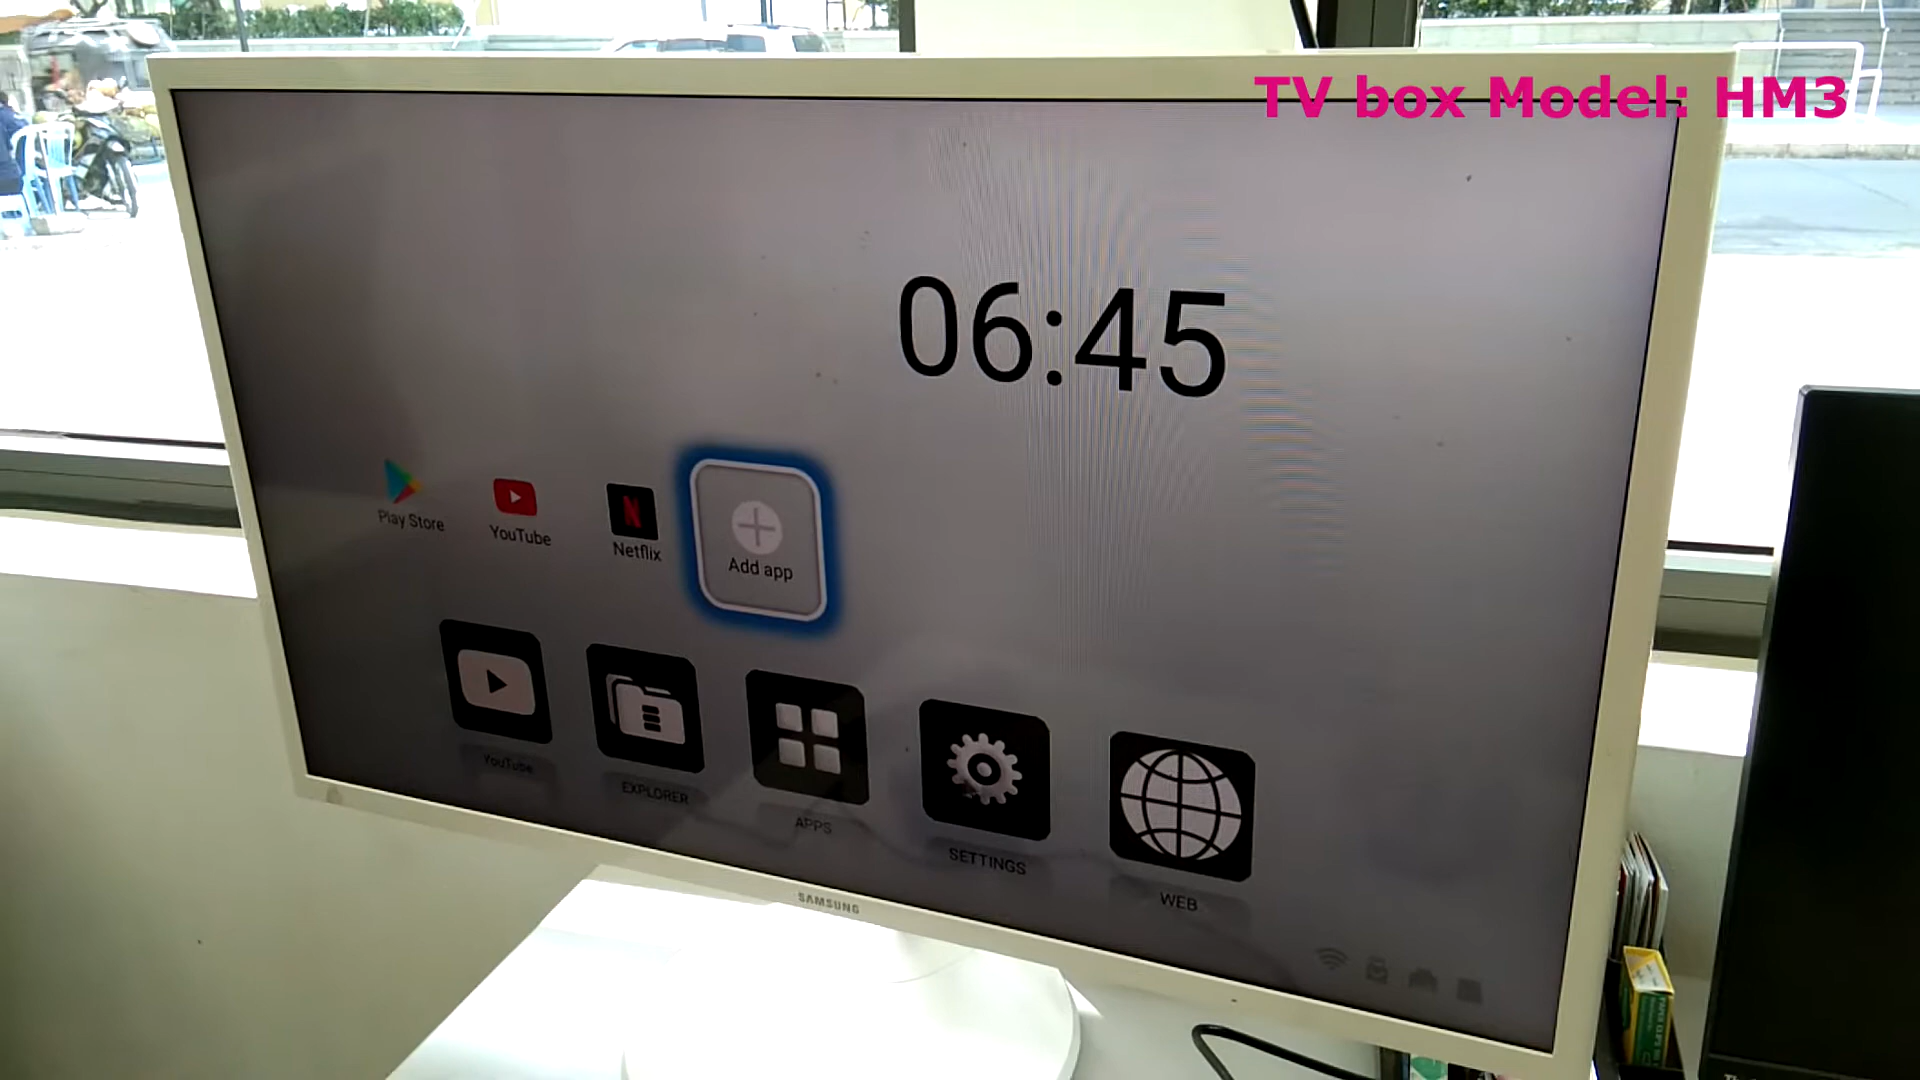 TV box Model: HM3
06:45
Play Store
YouTube
Netflix
Add app
YouTube
EXPLORER
APPS
SETTINGS
WEB
SAMSUNG